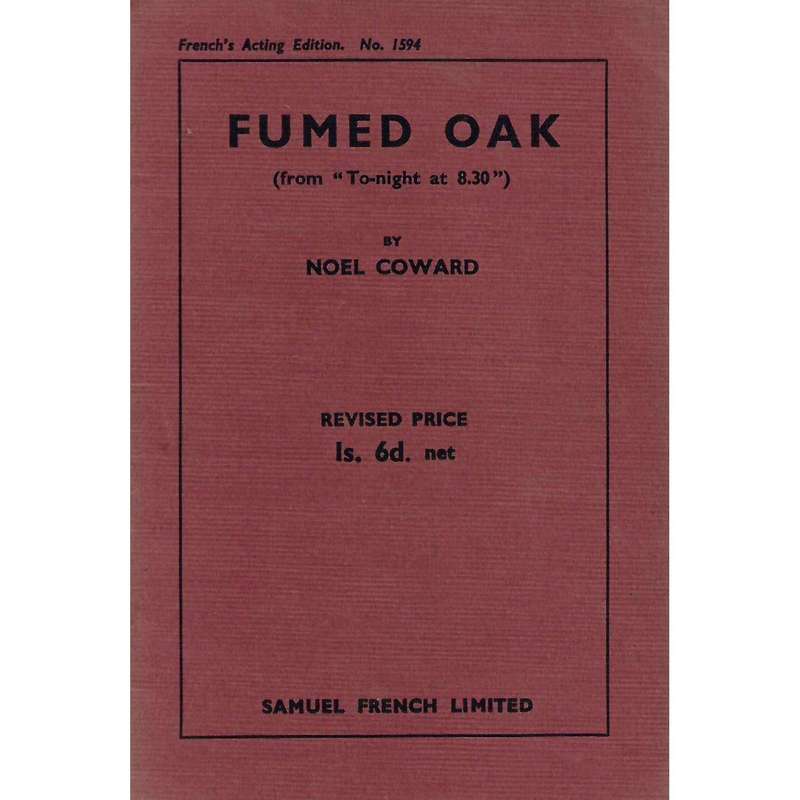 French's Acting Edition. No. 1594
FUMED OAK
(from "To-night at 8.30")
BY
NOEL COWARD
REVISED PRICE
1s. 6d. net
SAMUEL FRENCH LIMITED